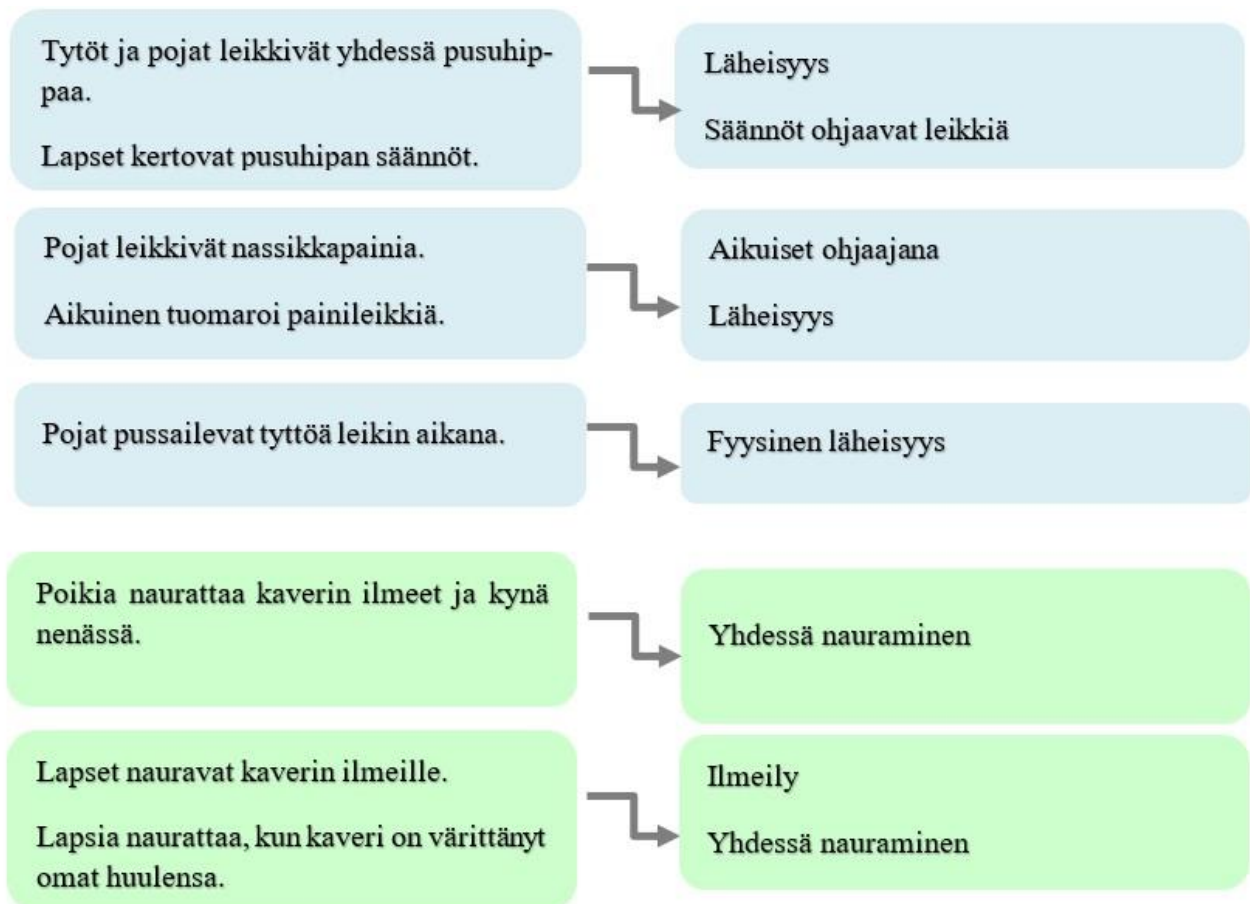 Tytöt ja pojat leikkivät yhdessä pusuhip-
paa.
Lapset kertovat pusuhipan säännöt.
Läheisyys
Säännöt ohjaavat leikkiä
Pojat leikkivät nassikkapainia.
Aikuinen tuomaroi painileikkiä.
Aikuiset ohjaajana
Läheisyys
Pojat pussailevat tyttöä leikin aikana.
Fyysinen läheisyys
Poikia naurattaa kaverin ilmeet ja kynä
nenässä.
Yhdessä nauraminen
Lapset nauravat kaverin ilmeille.
Lapsia naurattaa, kun kaveri on värittänyt
omat huulensa.
Ilmeily
Yhdessä nauraminen